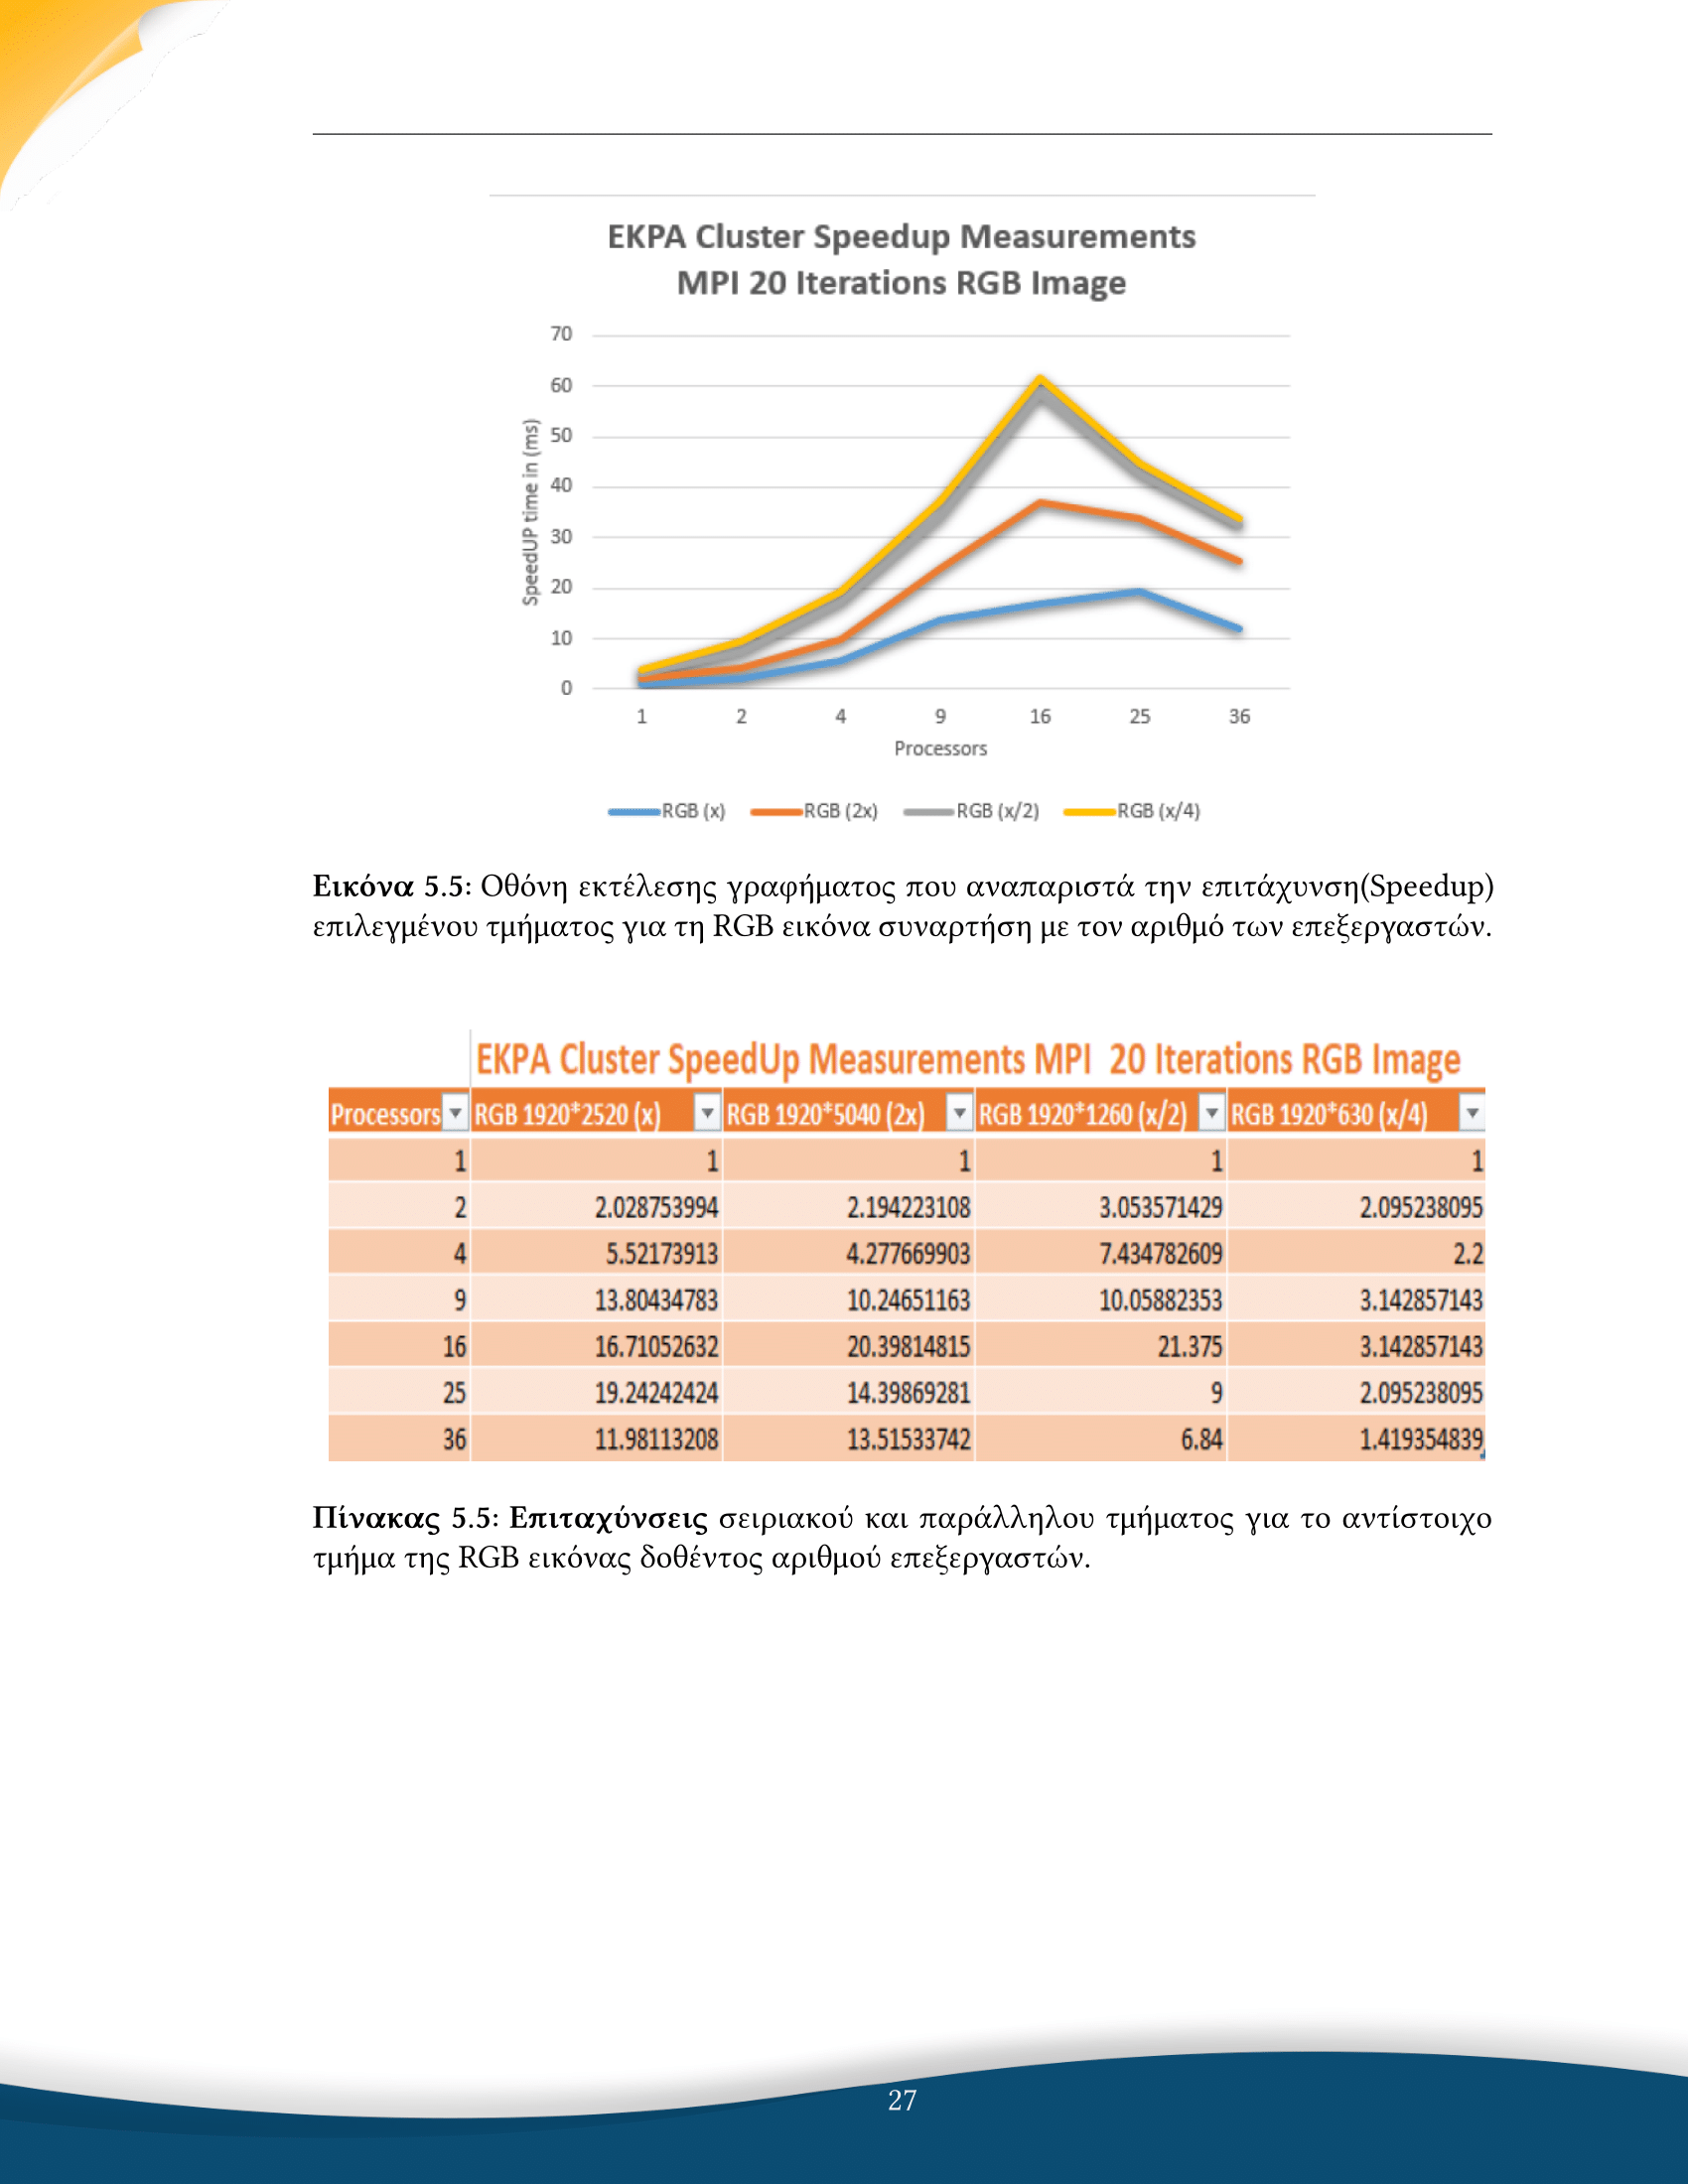 EKPA Cluster Speedup Measurements
MPI 20 Iterations RGB Image
70
60
50
40
30
20
10
0
SpeedUP time in (ms)
1 2 4 9 16 25 36
Processors
RGB (x) RGB (2x) RGB (x/2) RGB (x/4)
Εικόνα 5.5: Οθόνη εκτέλεσης γραφήματος που αναπαριστά την επιτάχυνση(Speedup)
επιλεγμένου τμήματος για τη RGB εικόνα συναρτήση με τον αριθμό των επεξεργαστών.
EKPA Cluster SpeedUp Measurements MPI 20 Iterations RGB Image
Processors RGB 1920*2520 (x) RGB 1920*5040 (2x) RGB 1920*1260 (x/2) RGB 1920*630 (x/4)
1 1 1 1 1
2 2.028753994 2.194223108 3.053571429 2.095238095
4 5.52173913 4.277669903 7.434782609 2.2
9 13.80434783 10.24651163 10.05882353 3.142857143
16 16.71052632 20.39814815 21.375 3.142857143
25 19.24242424 14.39869281 9 2.095238095
36 11.98113208 13.51533742 6.84 1.419354839
Πίνακας 5.5: Επιταχύνσεις σειριακού και παράλληλου τμήματος για το αντίστοιχο
τμήμα της RGB εικόνας δοθέντος αριθμού επεξεργαστών.
27